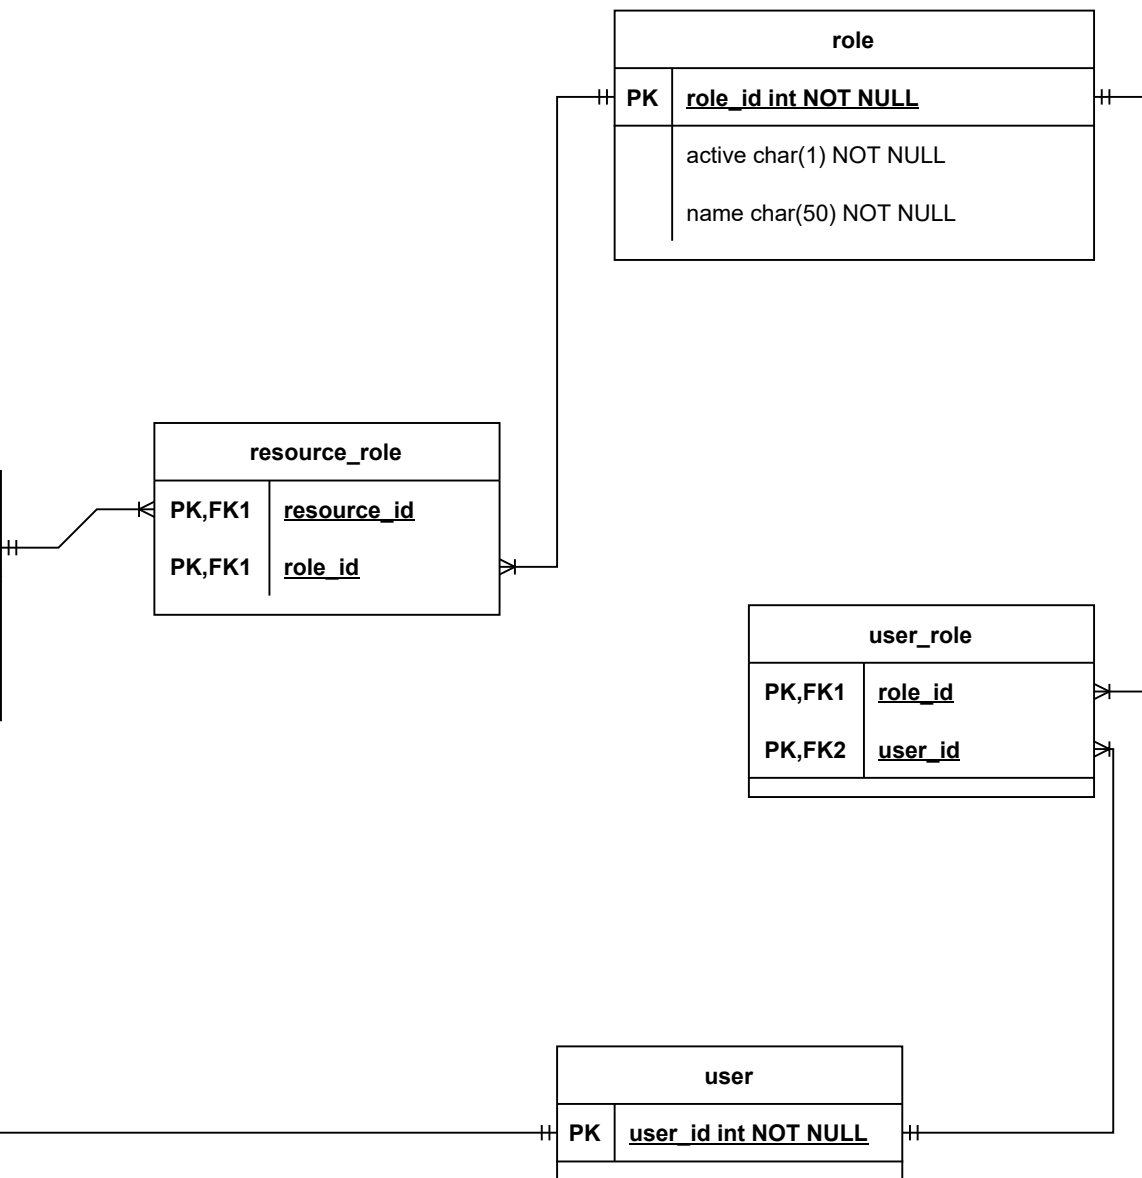 role
PK role_id int NOT NULL
active char(1) NOT NULL
name char(50) NOT NULL
resource_role
PK,FK1 resource_id
PK,FK1 role_id
user_role
PK,FK1 role_id
PK,FK2 user_id
user
PK user_id int NOT NULL